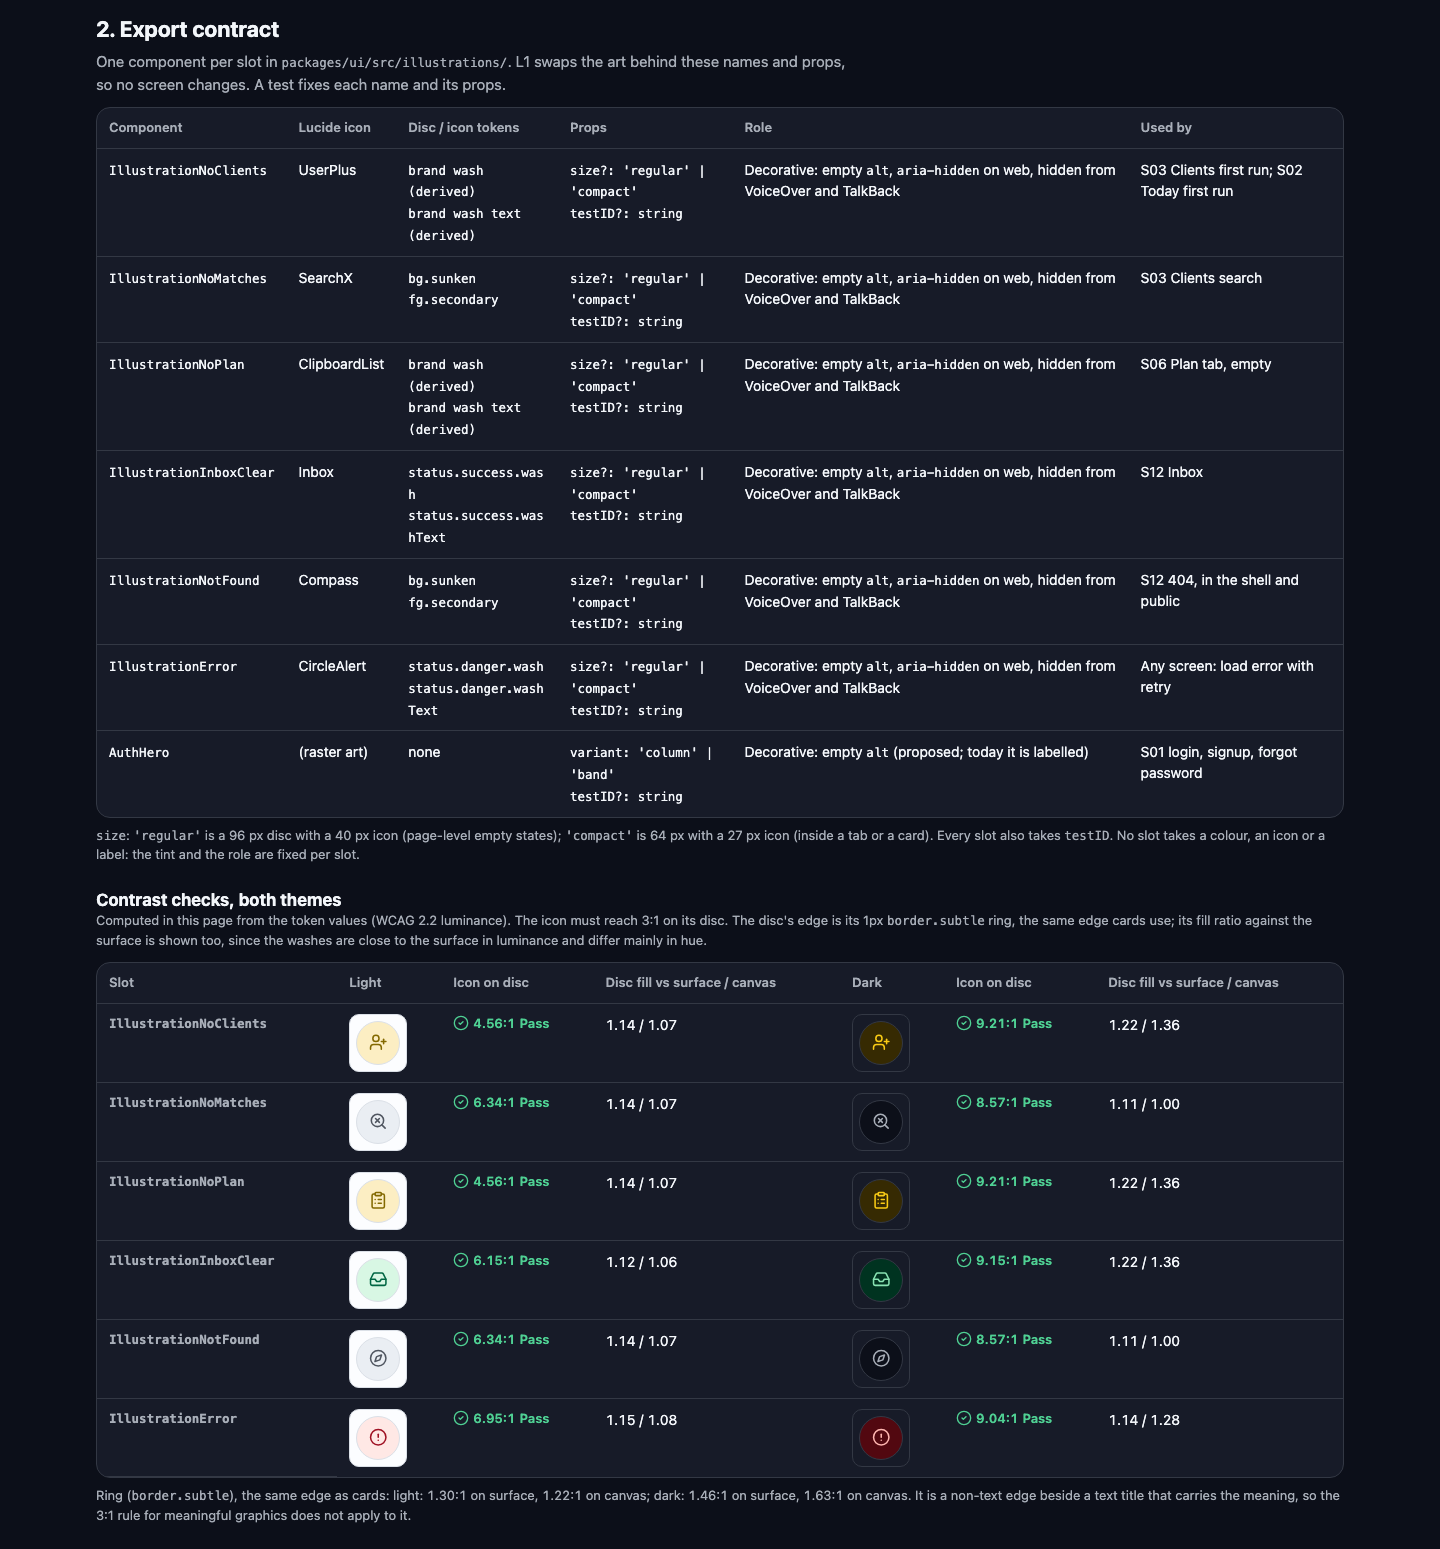 2. Export contract
One component per slot in packages/ui/src/illustrations/. L1 swaps the art behind these names and props,
so no screen changes. A test fixes each name and its props.
Component Lucide icon Disc / icon tokens Props Role Used by
IllustrationNoClients UserPlus brand wash size?: 'regular' | Decorative: empty alt, aria-hidden on web, hidden from S03 Clients first run; S02
(derived) 'compact' VoiceOver and TalkBack Today first run
brand wash text testID?: string
(derived)
IllustrationNoMatches SearchX bg.sunken size?: 'regular' | Decorative: empty alt, aria-hidden on web, hidden from S03 Clients search
fg.secondary 'compact' VoiceOver and TalkBack
testID?: string
IllustrationNoPlan ClipboardList brand wash size?: 'regular' | Decorative: empty alt, aria-hidden on web, hidden from S06 Plan tab, empty
(derived) 'compact' VoiceOver and TalkBack
brand wash text testID?: string
(derived)
IllustrationInboxClear Inbox status.success.was size?: 'regular' | Decorative: empty alt, aria-hidden on web, hidden from S12 Inbox
h 'compact' VoiceOver and TalkBack
status.success.was testID?: string
hText
IllustrationNotFound Compass bg.sunken size?: 'regular' | Decorative: empty alt, aria-hidden on web, hidden from S12 404, in the shell and
fg.secondary 'compact' VoiceOver and TalkBack public
testID?: string
IllustrationError CircleAlert status.danger.wash size?: 'regular' | Decorative: empty alt, aria-hidden on web, hidden from Any screen: load error with
status.danger.wash 'compact' VoiceOver and TalkBack retry
Text testID?: string
AuthHero (raster art) none variant: 'column' | Decorative: empty alt (proposed; today it is labelled) S01 login, signup, forgot
'band' password
testID?: string
size: 'regular' is a 96 px disc with a 40 px icon (page-level empty states); 'compact' is 64 px with a 27 px icon (inside a tab or a card). Every slot also takes testID. No slot takes a colour, an icon or a
label: the tint and the role are fixed per slot.
Contrast checks, both themes
Computed in this page from the token values (WCAG 2.2 luminance). The icon must reach 3:1 on its disc. The disc's edge is its 1px border.subtle ring, the same edge cards use; its fill ratio against the
surface is shown too, since the washes are close to the surface in luminance and differ mainly in hue.
Slot Light Icon on disc Disc fill vs surface / canvas Dark Icon on disc Disc fill vs surface / canvas
IllustrationNoClients 4.56:1 Pass 1.14 / 1.07 9.21:1 Pass 1.22 / 1.36
IllustrationNoMatches 6.34:1 Pass 1.14 / 1.07 8.57:1 Pass 1.11 / 1.00
IllustrationNoPlan 4.56:1 Pass 1.14 / 1.07 9.21:1 Pass 1.22 / 1.36
IllustrationInboxClear 6.15:1 Pass 1.12 / 1.06 9.15:1 Pass 1.22 / 1.36
IllustrationNotFound 6.34:1 Pass 1.14 / 1.07 8.57:1 Pass 1.11 / 1.00
IllustrationError 6.95:1 Pass 1.15 / 1.08 9.04:1 Pass 1.14 / 1.28
Ring (border.subtle), the same edge as cards: light: 1.30:1 on surface, 1.22:1 on canvas; dark: 1.46:1 on surface, 1.63:1 on canvas. It is a non-text edge beside a text title that carries the meaning, so the
3:1 rule for meaningful graphics does not apply to it.